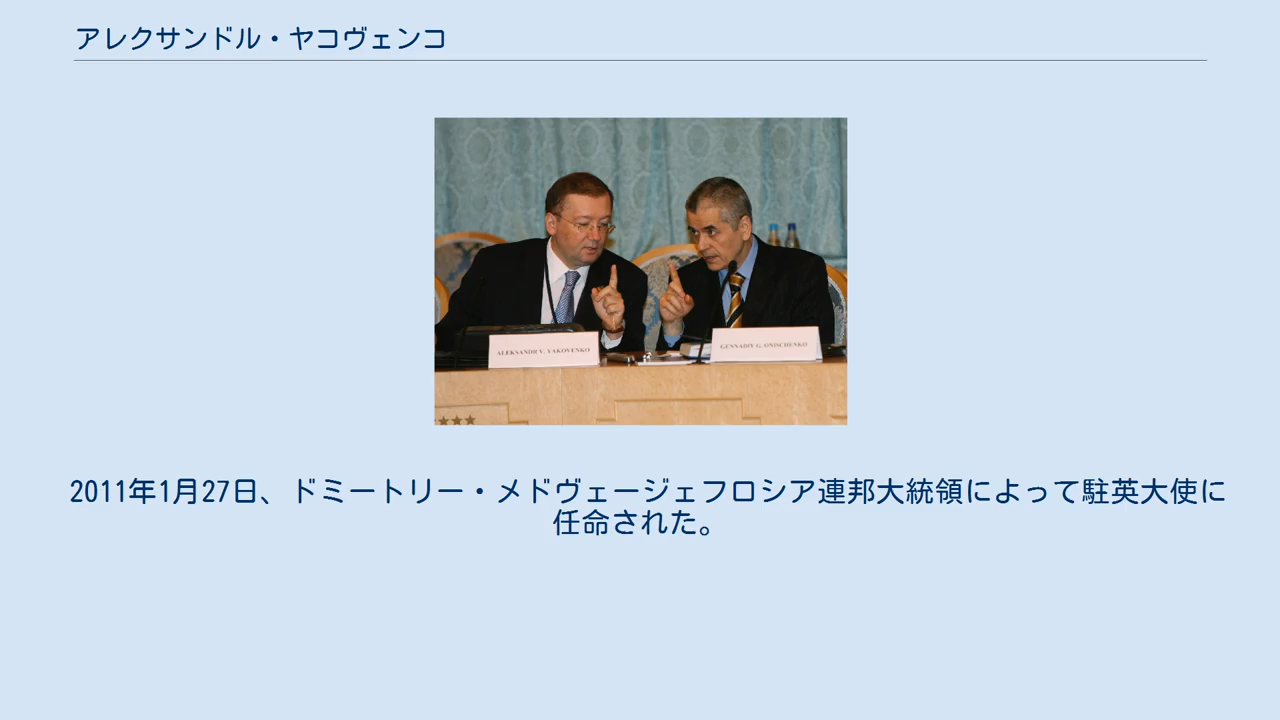 アレクサンドル・ヤコヴェンコ
ALEKSANDR V. YAKOVENKO
GENNADIY G. ONISCHENKO
2011年1月27日、ドミートリー・メドヴェージェフロシア連邦大統領によって駐英大使に
任命された。